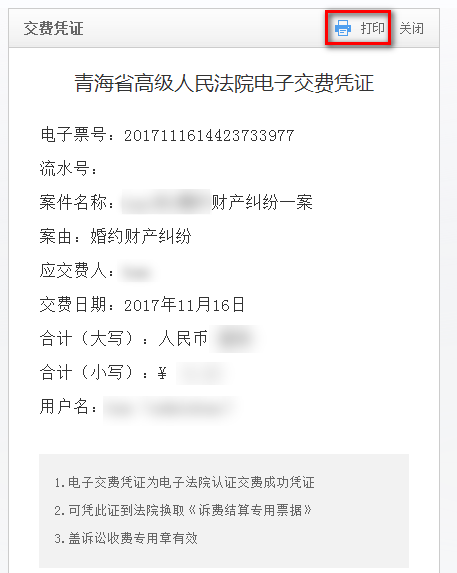 交费凭证 打印 关闭
青海省高级人民法院电子交费凭证
电子票号：2017111614423733977
流水号：
案件名称：财产纠纷一案
案由：婚约财产纠纷
应交费人：
交费日期：2017年11月16日
合计（大写）：人民币
合计（小写）：¥
用户名：
1.电子交费凭证为电子法院认证交费成功凭证
2.可凭此证到法院换取《诉费结算专用票据》
3.盖诉讼收费专用章有效